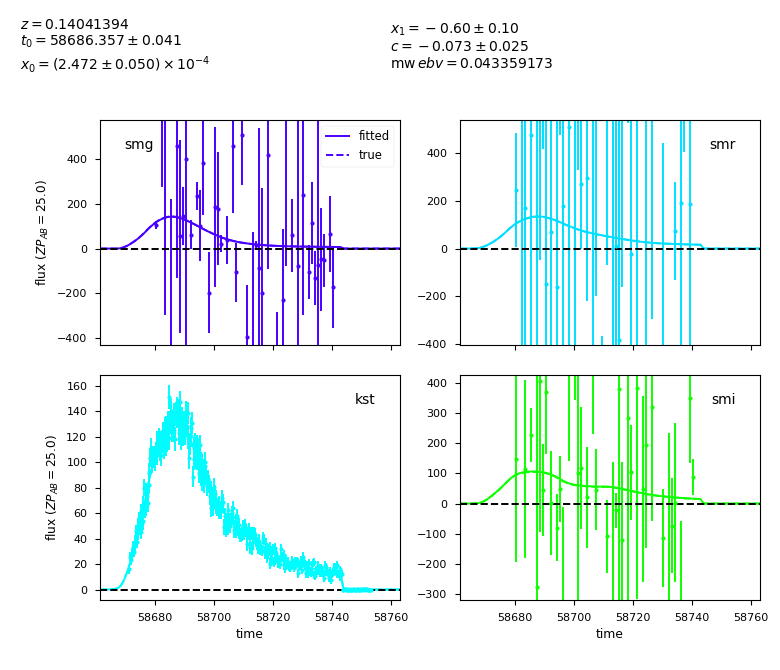 z = 0.14041394
t0 = 58686.357 ± 0.041
x0 = (2.472 ± 0.050) × 10^-4
x1 = −0.60 ± 0.10
c = −0.073 ± 0.025
mw ebv = 0.043359173
smg
fitted
true
400
200
0
−200
−400
flux (ZP_AB = 25.0)
smr
400
200
0
−200
−400
kst
160
140
120
100
80
60
40
20
0
flux (ZP_AB = 25.0)
58680 58700 58720 58740 58760
time
smi
400
300
200
100
0
−100
−200
−300
58680 58700 58720 58740 58760
time